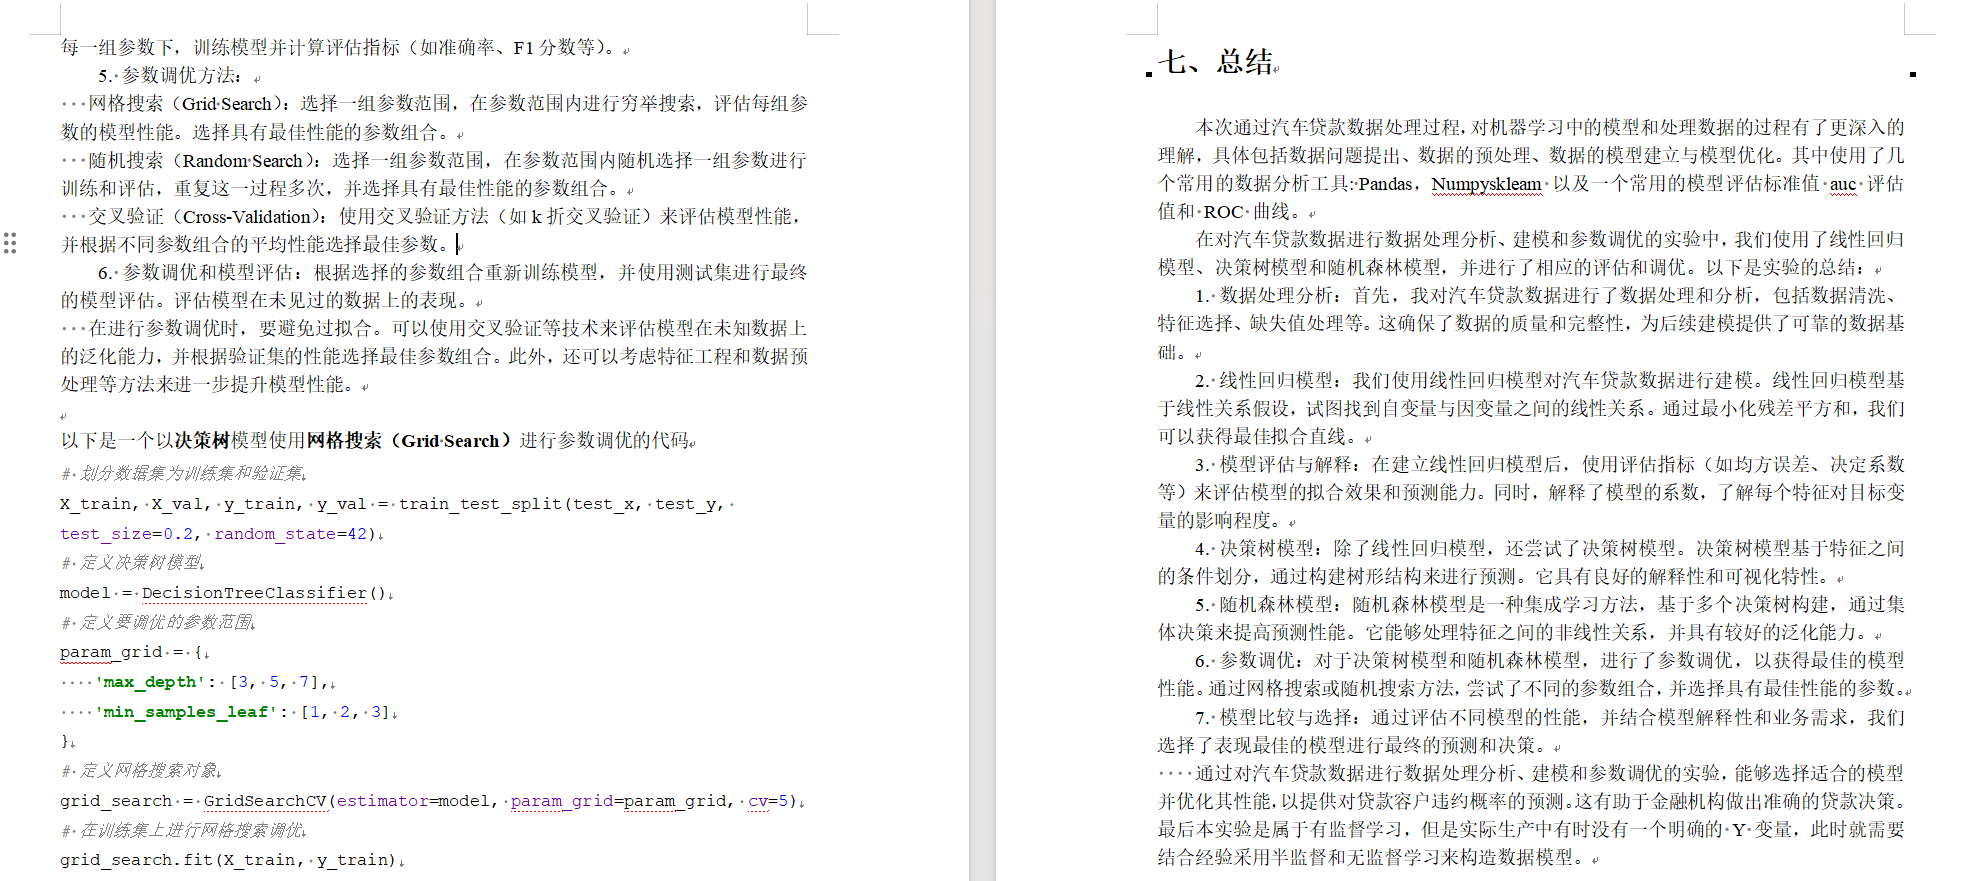 每一组参数下，训练模型并计算评估指标（如准确率、F1 分数等）。
5. 参数调优方法：
网格搜索（Grid Search）：选择一组参数范围，在参数范围内进行穷举搜索，评估每组参
数的模型性能。选择具有最佳性能的参数组合。
随机搜索（Random Search）：选择一组参数范围，在参数范围内随机选择一组参数进行
训练和评估，重复这一过程多次，并选择具有最佳性能的参数组合。
交叉验证（Cross-Validation）：使用交叉验证方法（如 k 折交叉验证）来评估模型性能，
并根据不同参数组合的平均性能选择最佳参数。
6. 参数调优和模型评估：根据选择的参数组合重新训练模型，并使用测试集进行最终
的模型评估。评估模型在未见过的数据上的表现。
在进行参数调优时，要避免过拟合。可以使用交叉验证等技术来评估模型在未知数据上
的泛化能力，并根据验证集的性能选择最佳参数组合。此外，还可以考虑特征工程和数据预
处理等方法来进一步提升模型性能。
以下是一个以决策树模型使用网格搜索（Grid Search）进行参数调优的代码
# 划分数据集为训练集和验证集
X_train, X_val, y_train, y_val = train_test_split(test_x, test_y,
test_size=0.2, random_state=42)
# 定义决策树模型
model = DecisionTreeClassifier()
# 定义要调优的参数范围
param_grid = {
'max_depth': [3, 5, 7],
'min_samples_leaf': [1, 2, 3]
}
# 定义网格搜索对象
grid_search = GridSearchCV(estimator=model, param_grid=param_grid, cv=5)
# 在训练集上进行网格搜索调优
grid_search.fit(X_train, y_train)
七、总结
本次通过汽车贷款数据处理过程，对机器学习中的模型和处理数据的过程有了更深入的
理解，具体包括数据问题提出、数据的预处理、数据的模型建立与模型优化。其中使用了几
个常用的数据分析工具: Pandas，Numpyskleam 以及一个常用的模型评估标准值 auc 评估
值和 ROC 曲线。
在对汽车贷款数据进行数据处理分析、建模和参数调优的实验中，我们使用了线性回归
模型、决策树模型和随机森林模型，并进行了相应的评估和调优。以下是实验的总结：
1. 数据处理分析：首先，我对汽车贷款数据进行了数据处理和分析，包括数据清洗、
特征选择、缺失值处理等。这确保了数据的质量和完整性，为后续建模提供了可靠的数据基
础。
2. 线性回归模型：我们使用线性回归模型对汽车贷款数据进行建模。线性回归模型基
于线性关系假设，试图找到自变量与因变量之间的线性关系。通过最小化残差平方和，我们
可以获得最佳拟合直线。
3. 模型评估与解释：在建立线性回归模型后，使用评估指标（如均方误差、决定系数
等）来评估模型的拟合效果和预测能力。同时，解释了模型的系数，了解每个特征对目标变
量的影响程度。
4. 决策树模型：除了线性回归模型，还尝试了决策树模型。决策树模型基于特征之间
的条件划分，通过构建树形结构来进行预测。它具有良好的解释性和可视化特性。
5. 随机森林模型：随机森林模型是一种集成学习方法，基于多个决策树构建，通过集
体决策来提高预测性能。它能够处理特征之间的非线性关系，并具有较好的泛化能力。
6. 参数调优：对于决策树模型和随机森林模型，进行了参数调优，以获得最佳的模型
性能。通过网格搜索或随机搜索方法，尝试了不同的参数组合，并选择具有最佳性能的参数。
7. 模型比较与选择：通过评估不同模型的性能，并结合模型解释性和业务需求，我们
选择了表现最佳的模型进行最终的预测和决策。
通过对汽车贷款数据进行数据处理分析、建模和参数调优的实验，能够选择适合的模型
并优化其性能，以提供对贷款客户违约概率的预测。这有助于金融机构做出准确的贷款决策。
最后本实验是属于有监督学习，但是实际生产中有时没有一个明确的 Y 变量，此时就需要
结合经验采用半监督和无监督学习来构造数据模型。